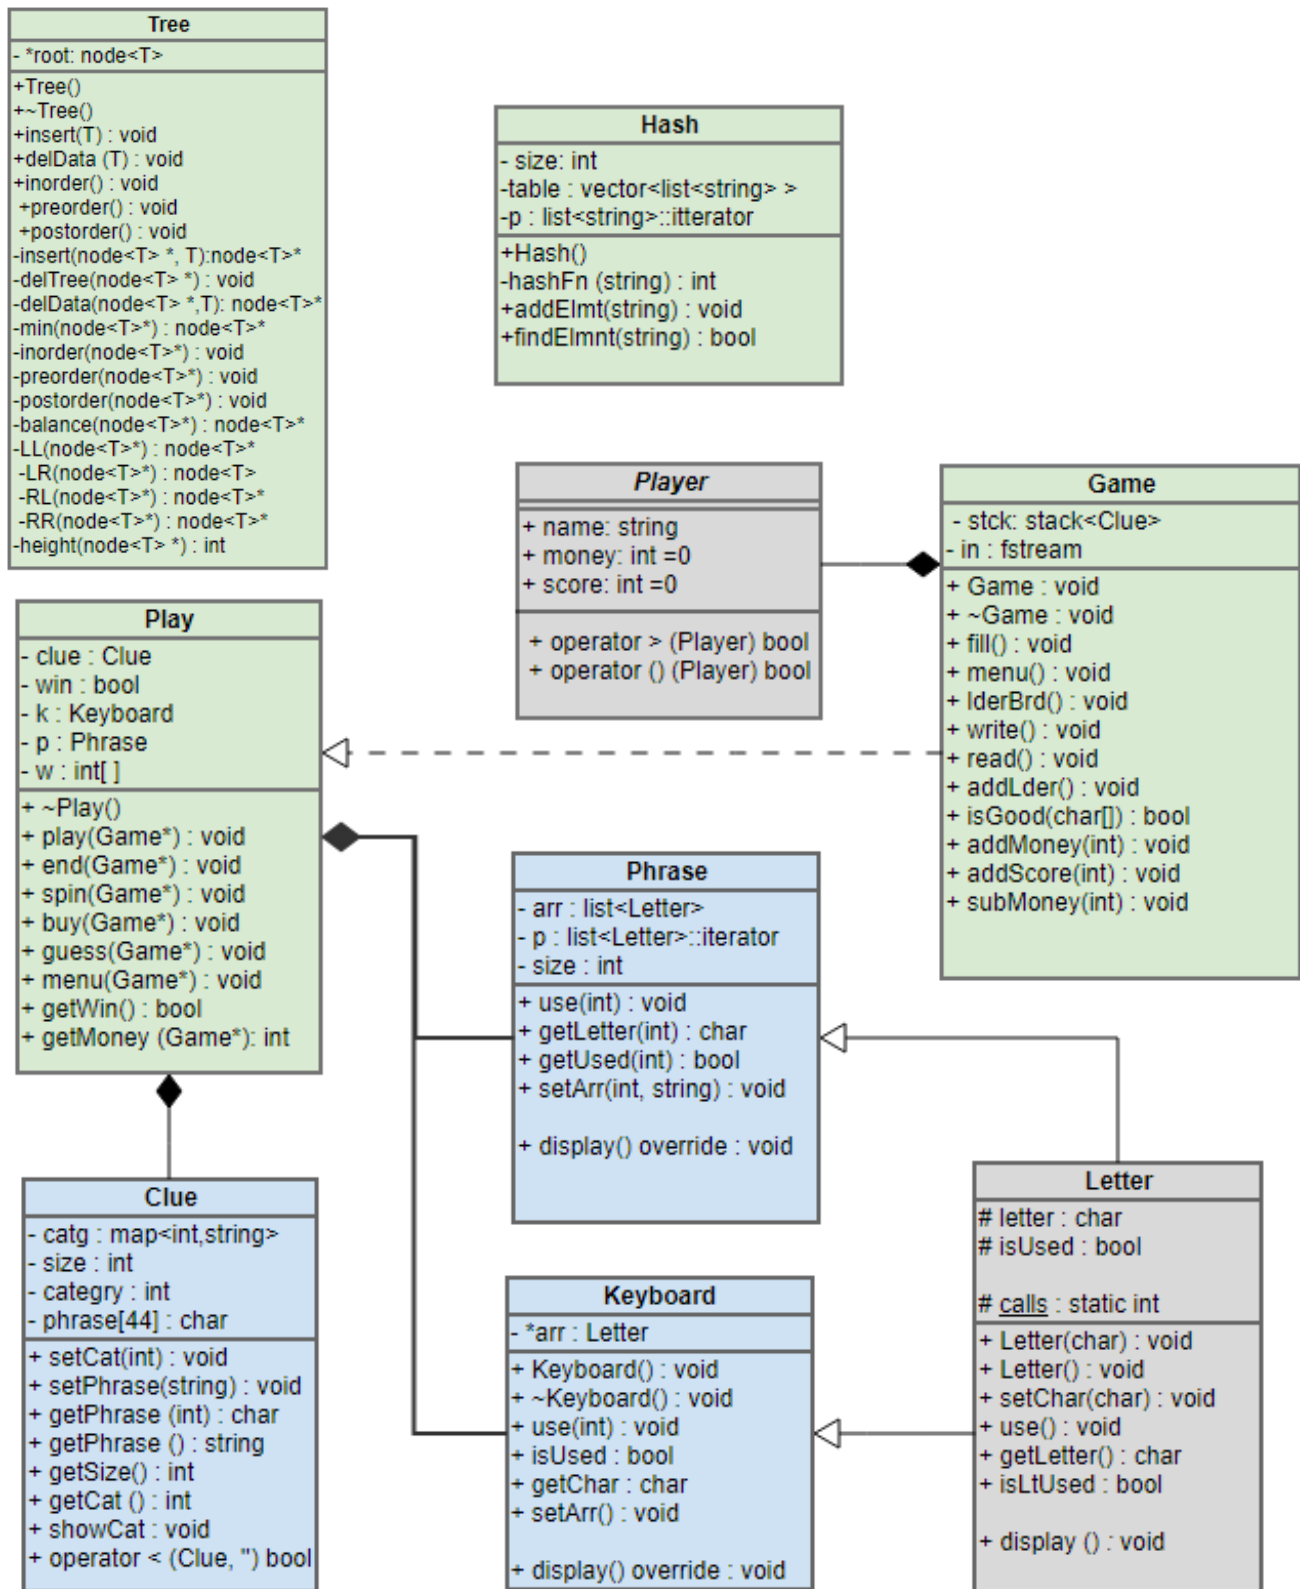 Tree
- *root: node<T>
+Tree()
+~Tree()
+insert(T) : void
+delData (T) : void
+inorder() : void
+preorder() : void
+postorder() : void
-insert(node<T> *, T):node<T>*
-delTree(node<T> *) : void
-delData(node<T> *,T): node<T>*
-min(node<T>*) : node<T>*
-inorder(node<T>*) : void
-preorder(node<T>*) : void
-postorder(node<T>*) : void
-balance(node<T>*) : node<T>*
-LL(node<T>*) : node<T>*
-LR(node<T>*) : node<T>
-RL(node<T>*) : node<T>*
-RR(node<T>*) : node<T>*
-height(node<T> *) : int
Hash
- size: int
-table : vector<list<string> >
-p : list<string>::itterator
+Hash()
-hashFn (string) : int
+addElmt(string) : void
+findElmnt(string) : bool
Player
+ name: string
+ money: int =0
+ score: int =0
+ operator > (Player) bool
+ operator () (Player) bool
Game
- stck: stack<Clue>
- in : fstream
+ Game : void
+ ~Game : void
+ fill() : void
+ menu() : void
+ lderBrd() : void
+ write() : void
+ read() : void
+ addLder() : void
+ isGood(char[]) : bool
+ addMoney(int) : void
+ addScore(int) : void
+ subMoney(int) : void
Play
- clue : Clue
- win : bool
- k : Keyboard
- p : Phrase
- w : int[ ]
+ ~Play()
+ play(Game*) : void
+ end(Game*) : void
+ spin(Game*) : void
+ buy(Game*) : void
+ guess(Game*) : void
+ menu(Game*) : void
+ getWin() : bool
+ getMoney (Game*): int
Phrase
- arr : list<Letter>
- p : list<Letter>::iterator
- size : int
+ use(int) : void
+ getLetter(int) : char
+ getUsed(int) : bool
+ setArr(int, string) : void
+ display() override : void
Clue
- catg : map<int,string>
- size : int
- categry : int
- phrase[44] : char
+ setCat(int) : void
+ setPhrase(string) : void
+ getPhrase (int) : char
+ getPhrase () : string
+ getSize() : int
+ getCat () : int
+ showCat : void
+ operator < (Clue, ") bool
Keyboard
- *arr : Letter
+ Keyboard() : void
+ ~Keyboard() : void
+ use(int) : void
+ isUsed : bool
+ getChar : char
+ setArr() : void
+ display() override : void
Letter
# letter : char
# isUsed : bool
# calls : static int
+ Letter(char) : void
+ Letter() : void
+ setChar(char) : void
+ use() : void
+ getLetter() : char
+ isLtUsed : bool
+ display () : void